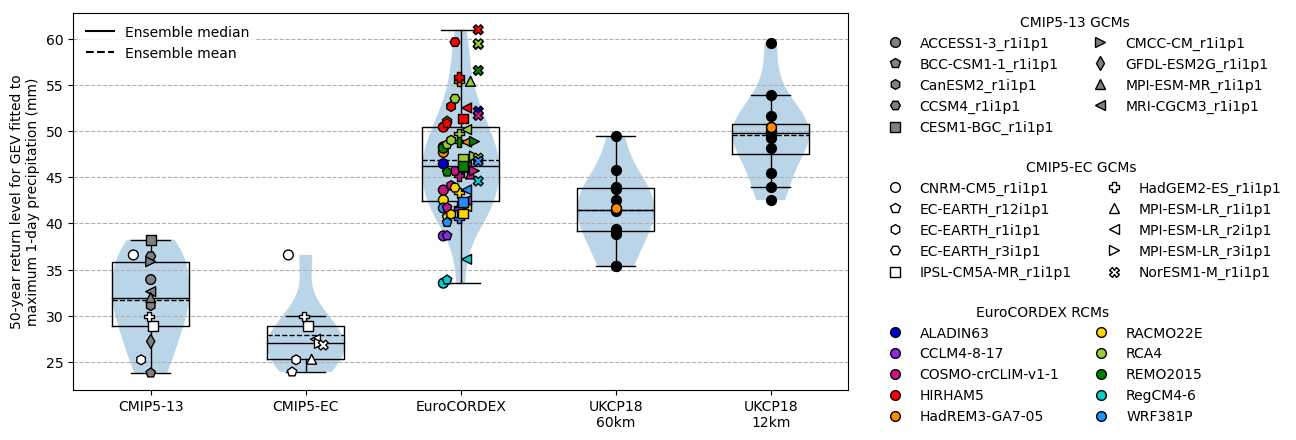 50-year return level for GEV fitted to
maximum 1-day precipitation (mm)
60
55
50
45
40
35
30
25
Ensemble median
Ensemble mean
CMIP5-13
CMIP5-EC
EuroCORDEX
UKCP18
60km
UKCP18
12km
CMIP5-13 GCMs
ACCESS1-3_r1i1p1
BCC-CSM1-1_r1i1p1
CanESM2_r1i1p1
CCSM4_r1i1p1
CESM1-BGC_r1i1p1
CMCC-CM_r1i1p1
GFDL-ESM2G_r1i1p1
MPI-ESM-MR_r1i1p1
MRI-CGCM3_r1i1p1
CMIP5-EC GCMs
CNRM-CM5_r1i1p1
EC-EARTH_r12i1p1
EC-EARTH_r1i1p1
EC-EARTH_r3i1p1
IPSL-CM5A-MR_r1i1p1
HadGEM2-ES_r1i1p1
MPI-ESM-LR_r1i1p1
MPI-ESM-LR_r2i1p1
MPI-ESM-LR_r3i1p1
NorESM1-M_r1i1p1
EuroCORDEX RCMs
ALADIN63
CCLM4-8-17
COSMO-crCLIM-v1-1
HIRHAM5
HadREM3-GA7-05
RACMO22E
RCA4
REMO2015
RegCM4-6
WRF381P